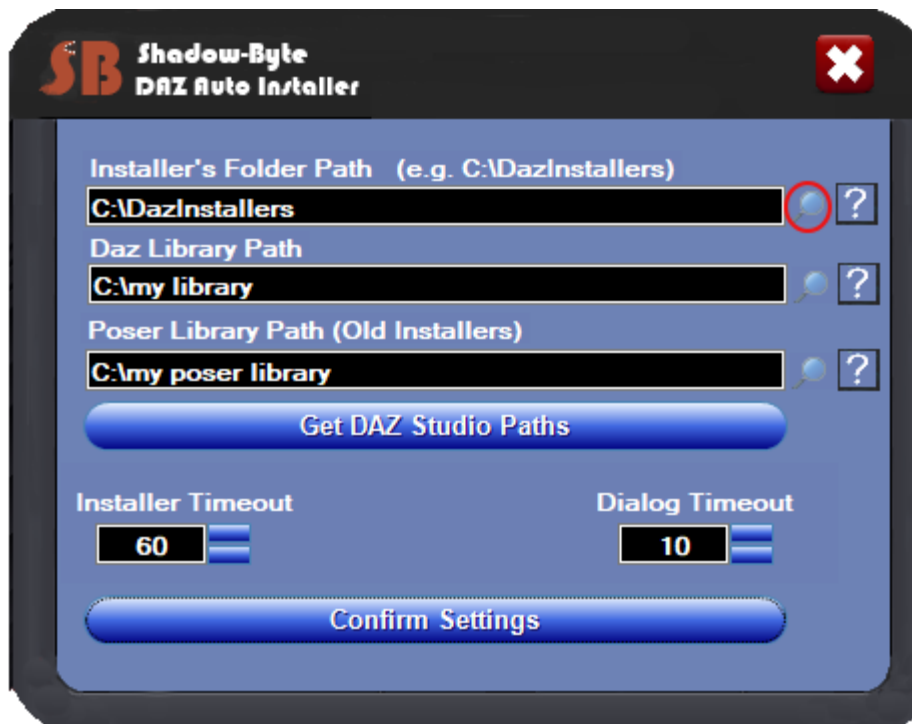 SB
Shadow-Byte
DAZ Auto Installer
Installer's Folder Path (e.g. C:\DazInstallers)
C:\DazInstallers
?
Daz Library Path
C:\my library
?
Poser Library Path (Old Installers)
C:\my poser library
?
Get DAZ Studio Paths
Installer Timeout
Dialog Timeout
60
10
Confirm Settings